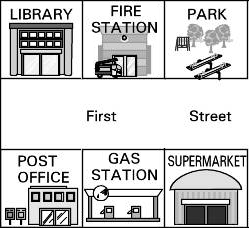 LIBRARY
FIRE
STATION
PARK
First Street
POST
OFFICE
GAS
STATION
SUPERMARKET